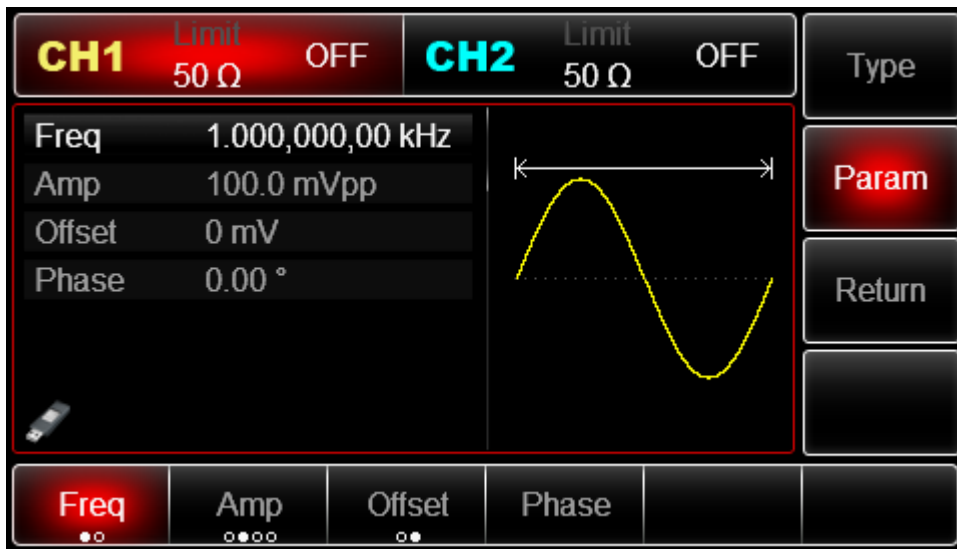 CH1 Limit 50 Ω OFF
CH2 Limit 50 Ω OFF
Freq 1.000,000,00 kHz
Amp 100.0 mVpp
Offset 0 mV
Phase 0.00 °
Type
Param
Return
Freq Amp Offset Phase